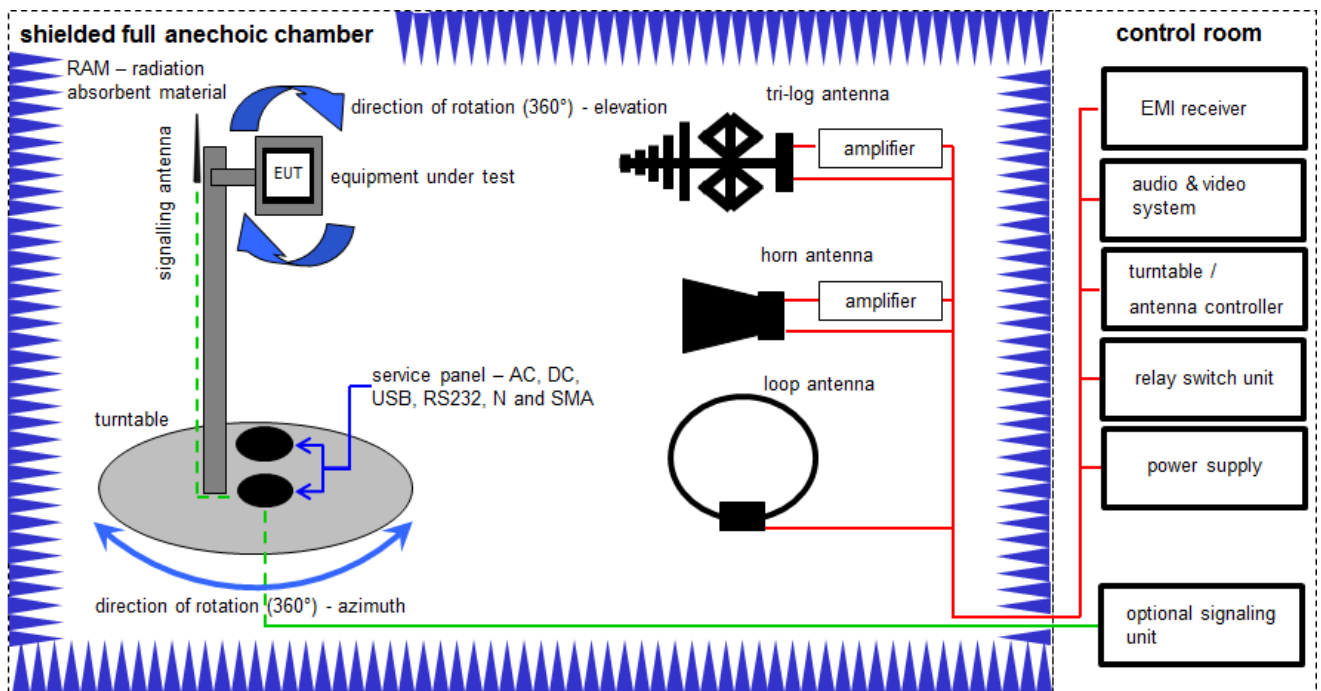 shielded full anechoic chamber
control room
RAM – radiation
absorbent material
direction of rotation (360°) - elevation
signalling antenna
EUT
equipment under test
tri-log antenna
amplifier
horn antenna
amplifier
loop antenna
service panel – AC, DC,
USB, RS232, N and SMA
turntable
direction of rotation (360°) - azimuth
EMI receiver
audio & video
system
turntable /
antenna controller
relay switch unit
power supply
optional signaling
unit